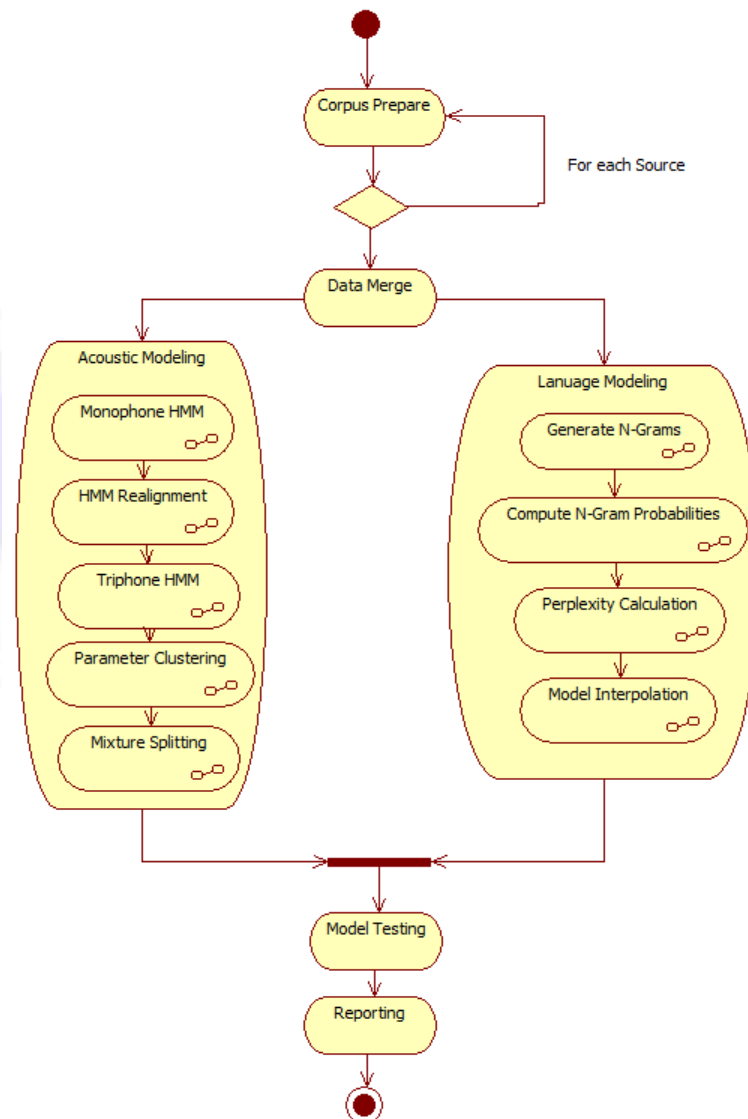 Corpus Prepare
For each Source
Data Merge
Acoustic Modeling
Monophone HMM
HMM Realignment
Triphone HMM
Parameter Clustering
Mixture Splitting
Lanuage Modeling
Generate N-Grams
Compute N-Gram Probabilities
Perplexity Calculation
Model Interpolation
Model Testing
Reporting